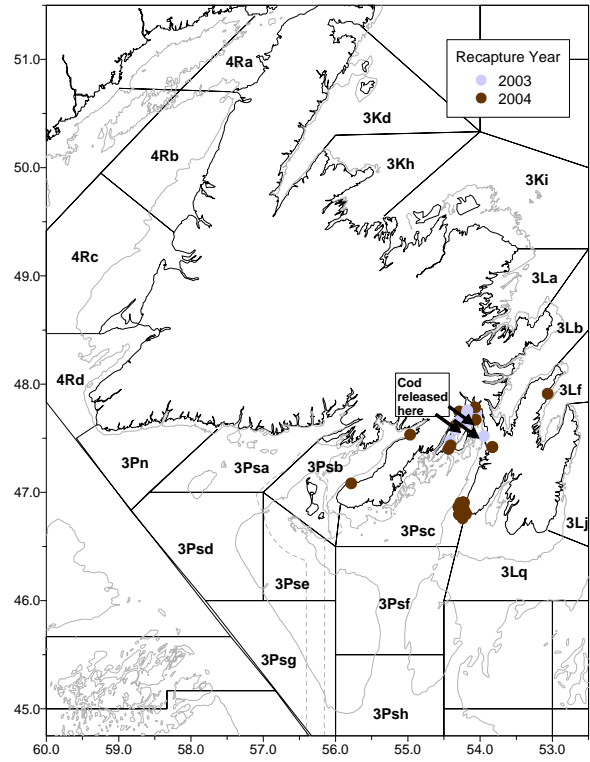 51.0
50.0
49.0
48.0
47.0
46.0
45.0
60.0 59.0 58.0 57.0 56.0 55.0 54.0 53.0
Recapture Year
2003
2004
4Ra
3Kd
4Rb
3Kh
3Ki
4Rc
3La
3Lb
4Rd
3Lf
Cod
released
here
3Pn
3Psa
3Psb
3Psc
3Lj
3Psd
3Pse
3Lq
3Psf
3Psg
3Psh